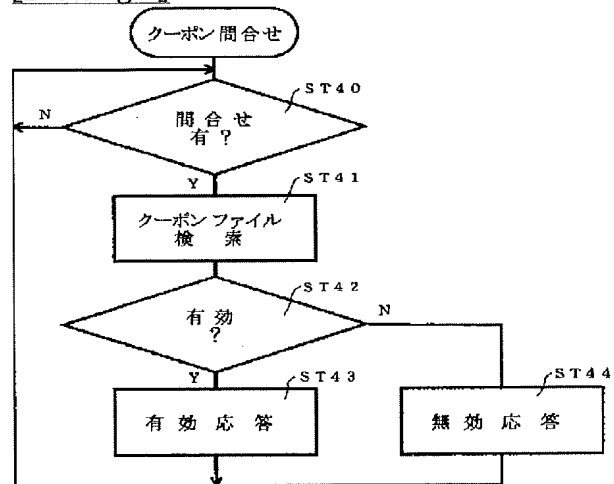 クーポン問合せ
ST40
N
問合せ
有？
Y
ST41
クーポンファイル
検索
ST42
N
有効
？
Y
ST43
ST44
有効応答
無効応答